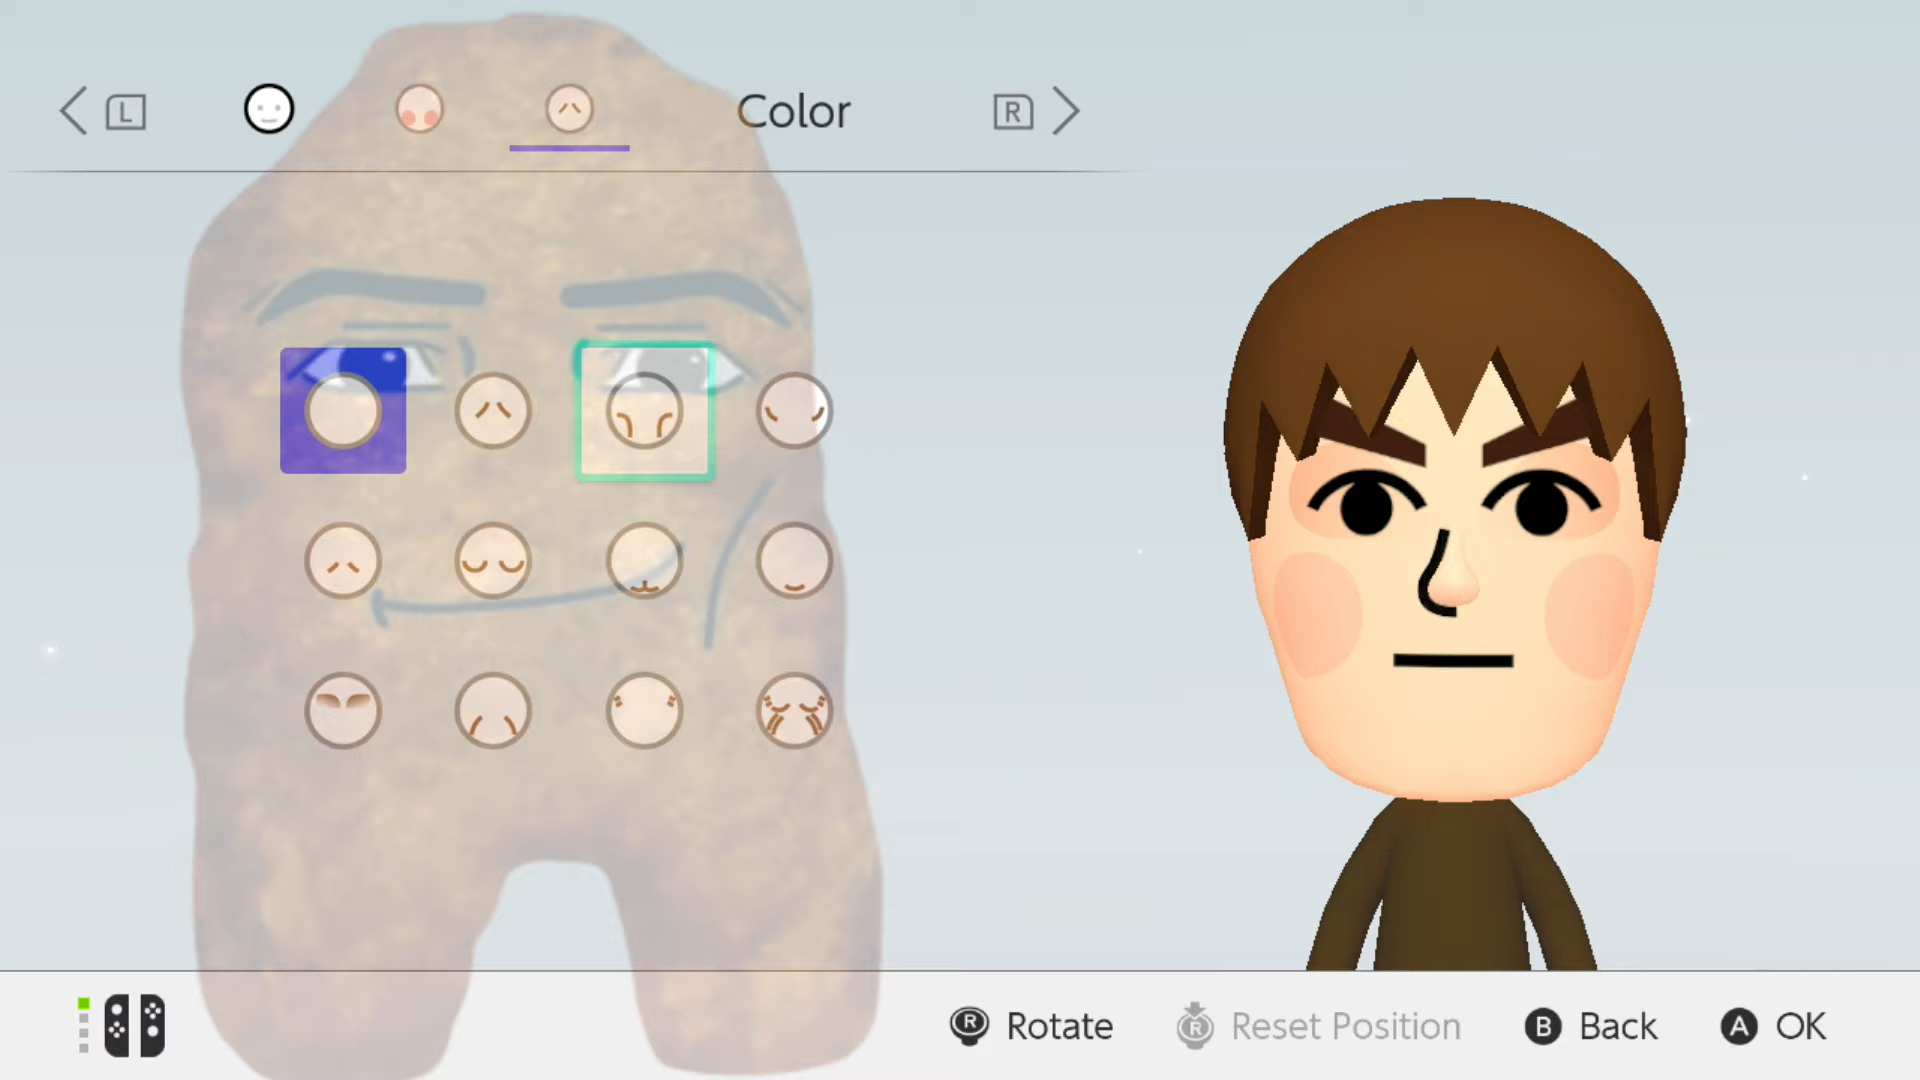 L
Color
R
R Rotate
R Reset Position
B Back
A OK